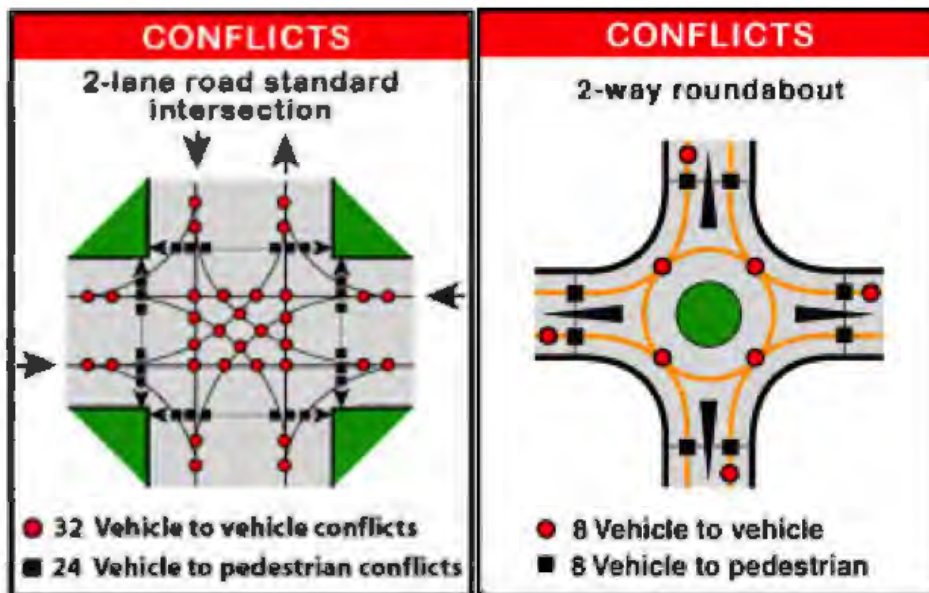 CONFLICTS
2-lane road standard
intersection
32 Vehicle to vehicle conflicts
24 Vehicle to pedestrian conflicts
CONFLICTS
2-way roundabout
8 Vehicle to vehicle
8 Vehicle to pedestrian